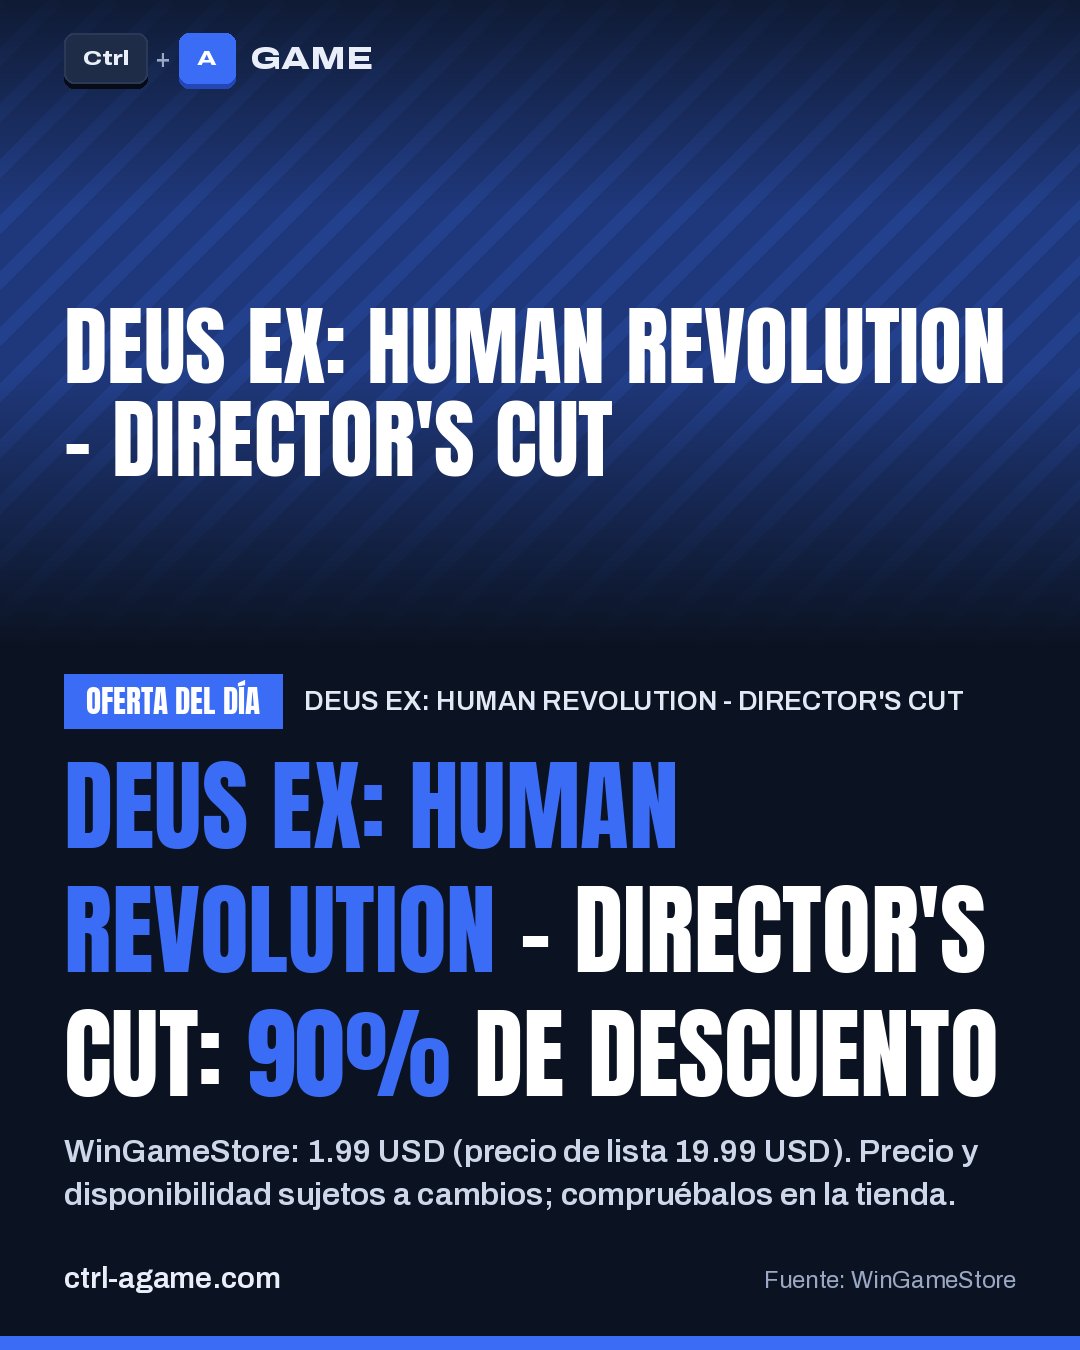 Ctrl + A GAME
DEUS EX: HUMAN REVOLUTION
- DIRECTOR'S CUT
OFERTA DEL DÍA DEUS EX: HUMAN REVOLUTION - DIRECTOR'S CUT
DEUS EX: HUMAN
REVOLUTION - DIRECTOR'S
CUT: 90% DE DESCUENTO
WinGameStore: 1.99 USD (precio de lista 19.99 USD). Precio y
disponibilidad sujetos a cambios; compruébalos en la tienda.
ctrl-agame.com Fuente: WinGameStore